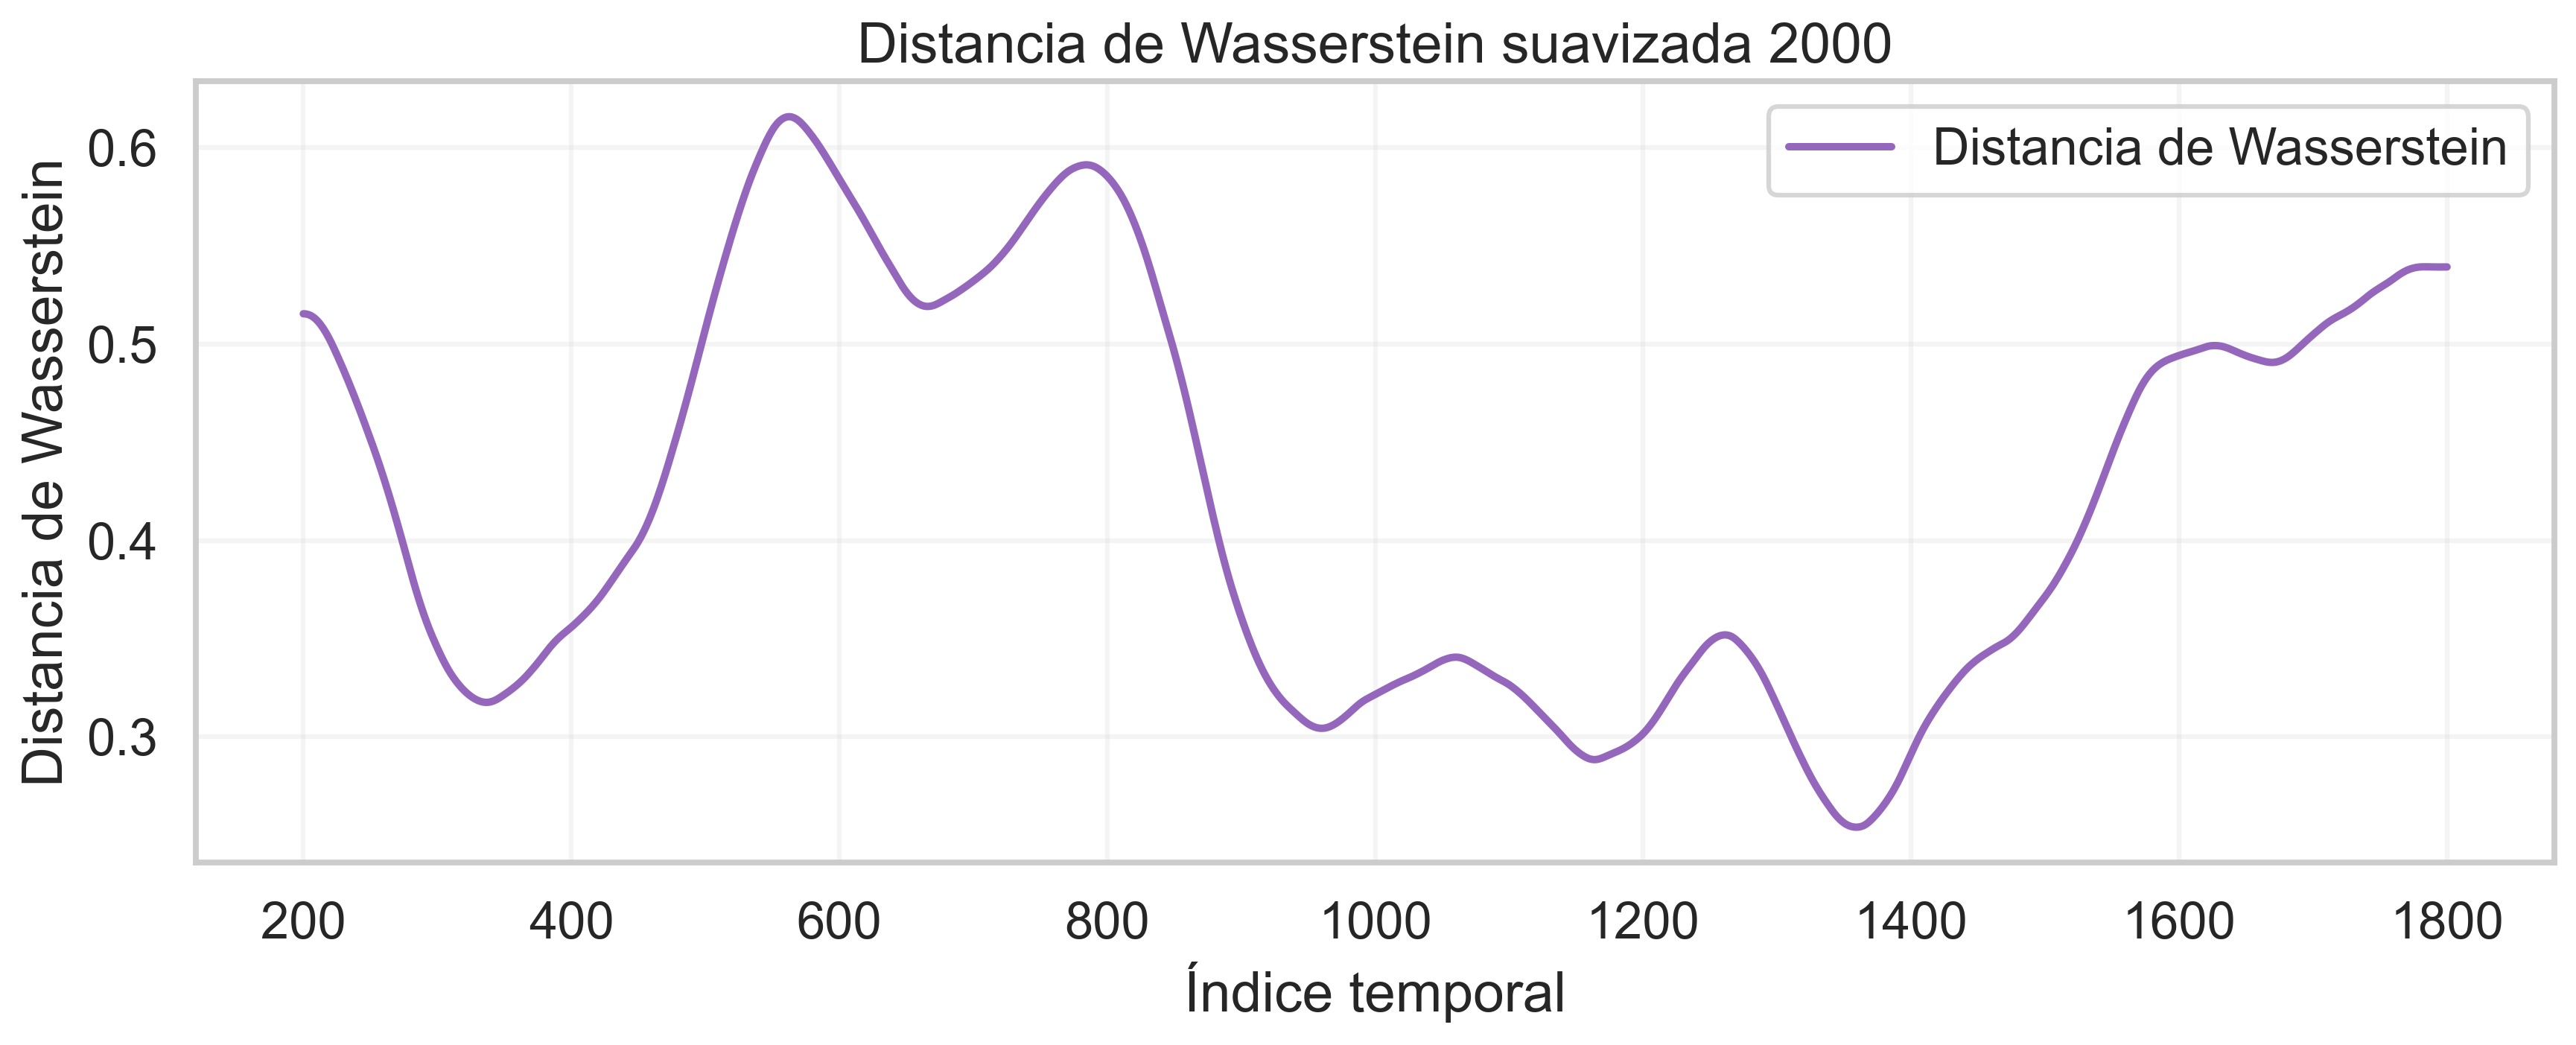 Distancia de Wasserstein suavizada 2000
Distancia de Wasserstein
Distancia de Wasserstein
0.6
0.5
0.4
0.3
200 400 600 800 1000 1200 1400 1600 1800
Índice temporal